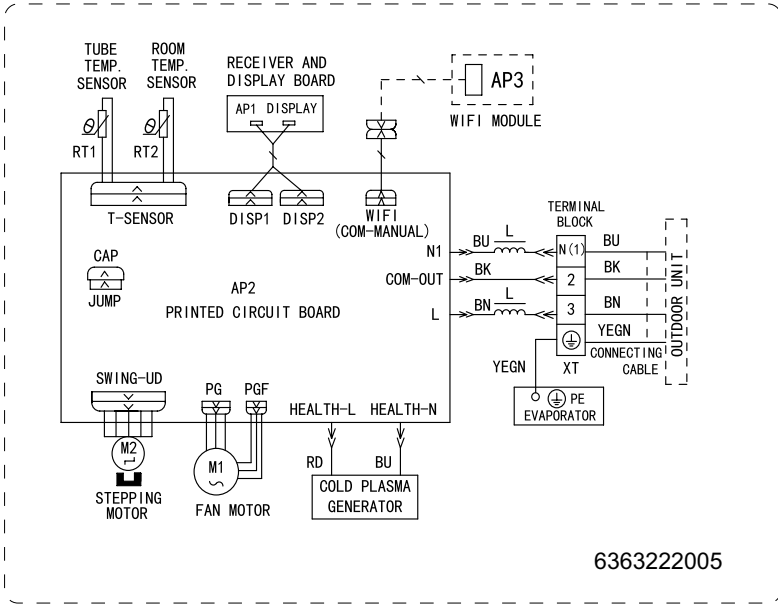 TUBE
TEMP.
SENSOR
ROOM
TEMP.
SENSOR
RECEIVER AND
DISPLAY BOARD
AP1 DISPLAY
AP3
WIFI MODULE
RT1
RT2
T-SENSOR
DISP1
DISP2
WIFI
(COM-MANUAL)
TERMINAL
BLOCK
N1
BU
L
N(1)
BU
COM-OUT
BK
2
BK
L
BN
L
3
BN
YEGN
OUTDOOR UNIT
CONNECTING
CABLE
XT
YEGN
PE
EVAPORATOR
CAP
JUMP
AP2
PRINTED CIRCUIT BOARD
SWING-UD
PG
PGF
HEALTH-L
HEALTH-N
M2
STEPPING
MOTOR
M1
FAN MOTOR
RD
BU
COLD PLASMA
GENERATOR
6363222005